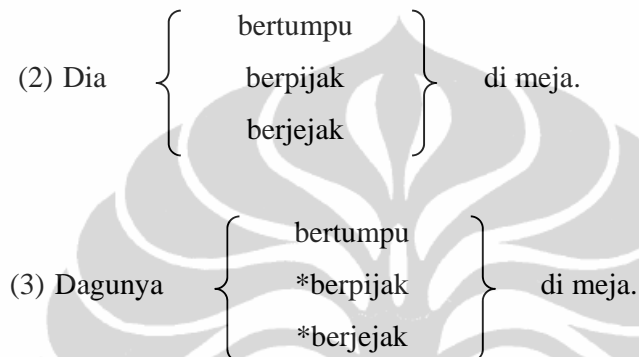 bertumpu
(2) Dia berpijak di meja.
berjejak
bertumpu
(3) Dagunya *berpijak di meja.
*berjejak